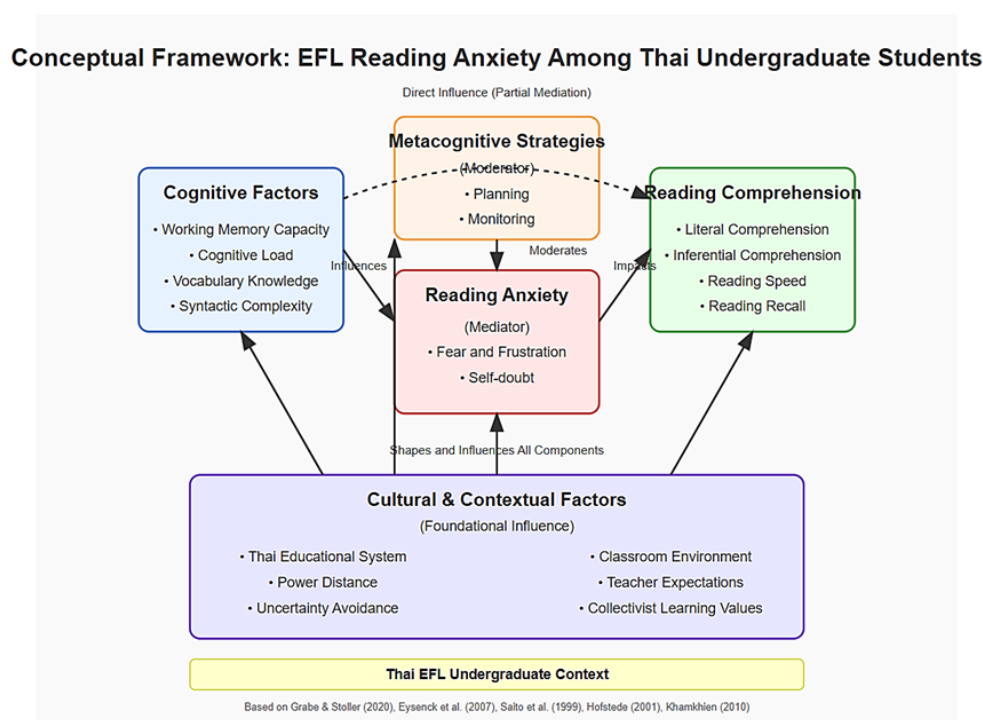 Conceptual Framework: EFL Reading Anxiety Among Thai Undergraduate Students
Direct Influence (Partial Mediation)
Metacognitive Strategies
(Moderator)
• Planning
• Monitoring
Cognitive Factors
• Working Memory Capacity
• Cognitive Load
• Vocabulary Knowledge
• Syntactic Complexity
Reading Comprehension
• Literal Comprehension
• Inferential Comprehension
• Reading Speed
• Reading Recall
Influences
Moderates
Impacts
Reading Anxiety
(Mediator)
• Fear and Frustration
• Self-doubt
Shapes and Influences All Components
Cultural & Contextual Factors
(Foundational Influence)
• Thai Educational System
• Power Distance
• Uncertainty Avoidance
• Classroom Environment
• Teacher Expectations
• Collectivist Learning Values
Thai EFL Undergraduate Context
Based on Grabe & Stoller (2020), Eysenck et al. (2007), Saito et al. (1999), Hofstede (2001), Khamkhien (2010)